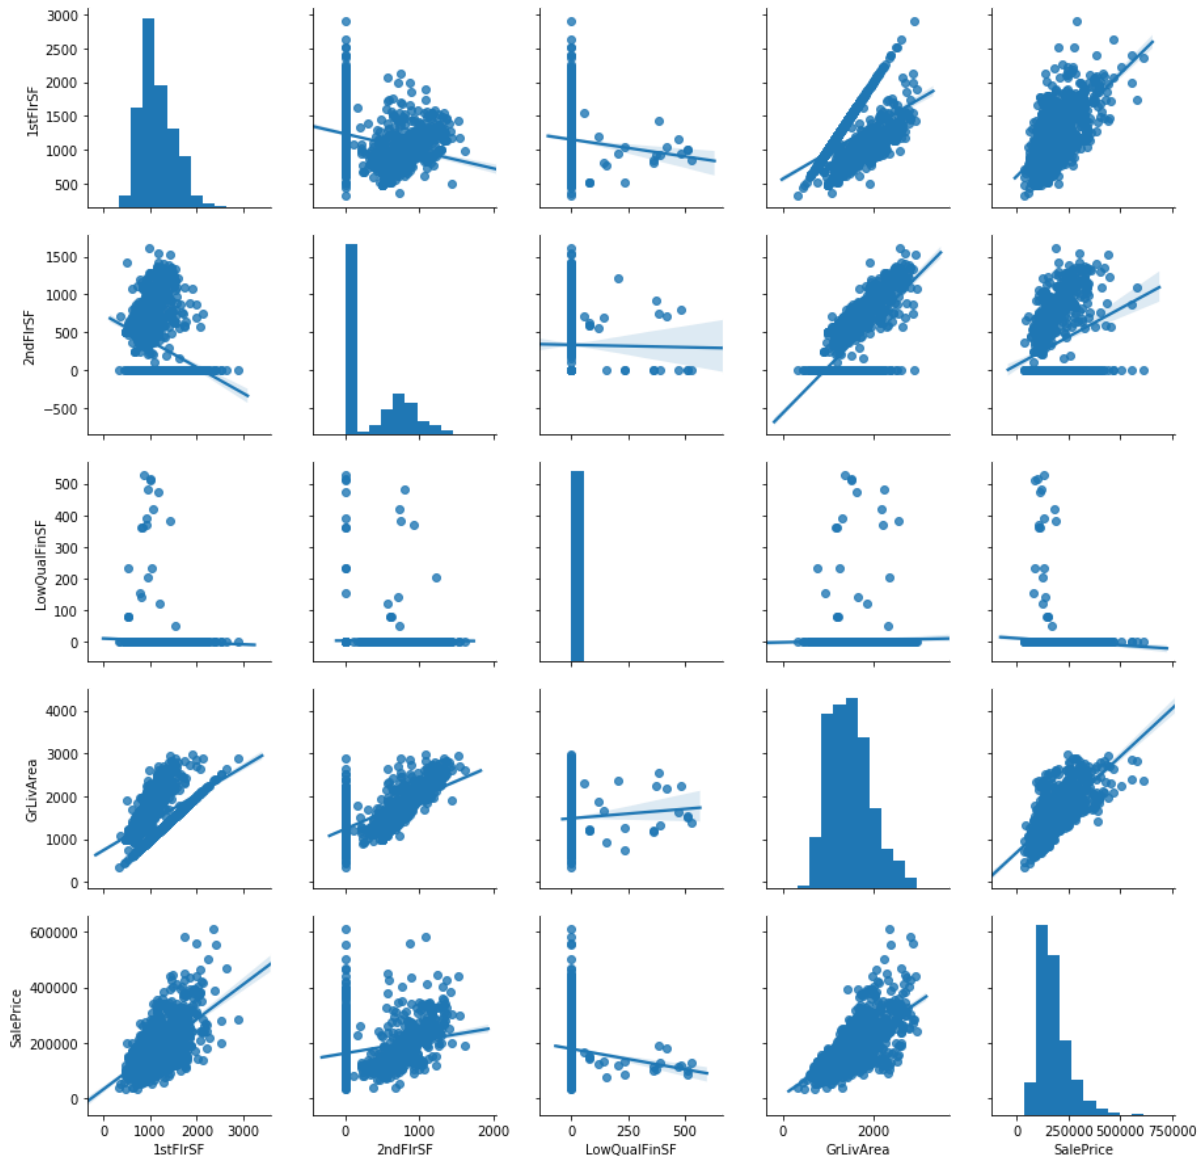 3000
2500
2000
1500
1000
500
1stFlrSF
1500
1000
500
0
−500
2ndFlrSF
500
400
300
200
100
0
LowQualFinSF
4000
3000
2000
1000
0
GrLivArea
600000
400000
200000
0
SalePrice
0 1000 2000 3000
0 1000 2000
0 250 500
0 2000
0 250000 500000 750000
1stFlrSF 2ndFlrSF LowQualFinSF GrLivArea SalePrice